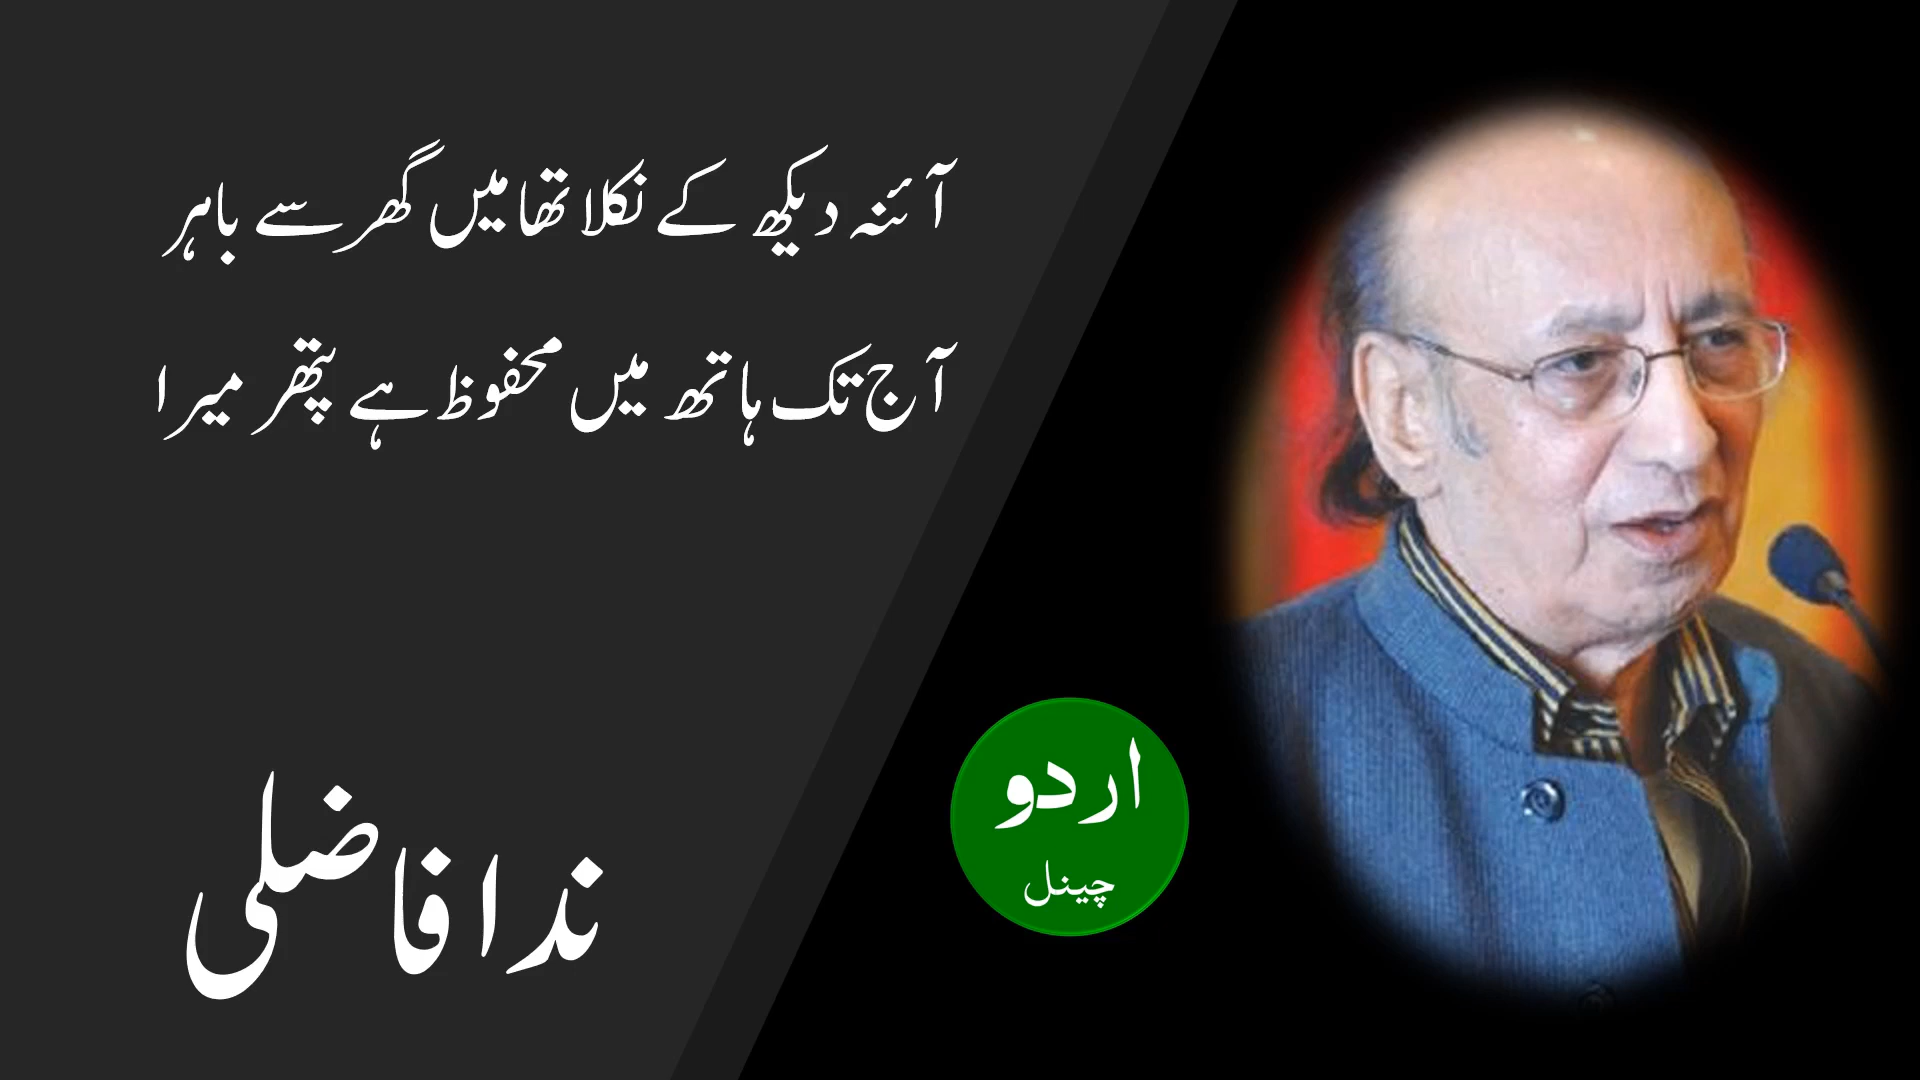 آئنہ دیکھ کے نکلا تھا میں گھر سے باہر
آج تک ہاتھ میں محفوظ ہے پتھر میرا
ندا فاضلی
اردو
چینل